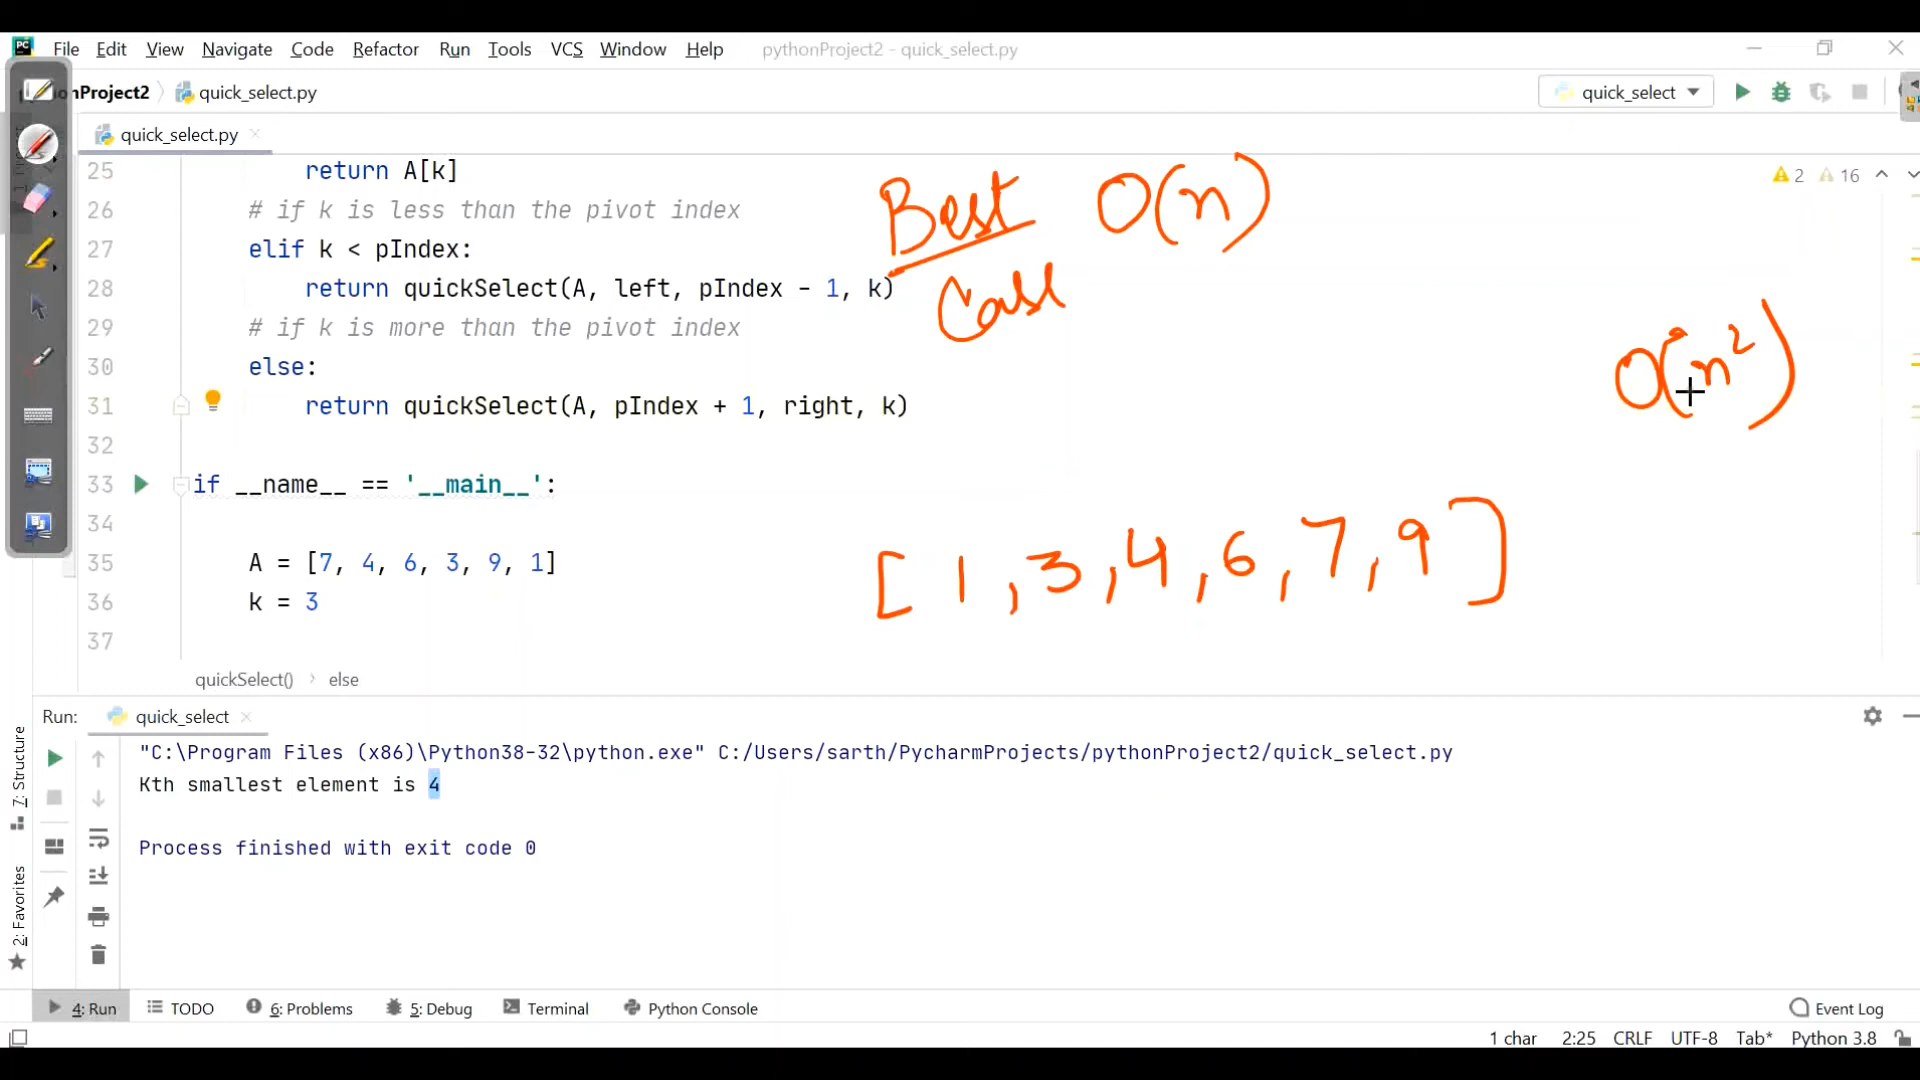 File Edit View Navigate Code Refactor Run Tools VCS Window Help pythonProject2 - quick_select.py
onProject2 quick_select.py quick_select
quick_select.py
25 return A[k]
26 # if k is less than the pivot index
27 elif k < pIndex:
28 return quickSelect(A, left, pIndex - 1, k)
29 # if k is more than the pivot index
30 else:
31 return quickSelect(A, pIndex + 1, right, k)
32
33 if __name__ == '__main__':
34
35 A = [7, 4, 6, 3, 9, 1]
36 k = 3
37
2 16
Best O(n)
Case
O(n²)
[1,3,4,6,7,9]
quickSelect() else
Run: quick_select
"C:\Program Files (x86)\Python38-32\python.exe" C:/Users/sarth/PycharmProjects/pythonProject2/quick_select.py
Kth smallest element is 4
Process finished with exit code 0
7: Structure
2: Favorites
4: Run TODO 6: Problems 5: Debug Terminal Python Console Event Log
1 char 2:25 CRLF UTF-8 Tab* Python 3.8